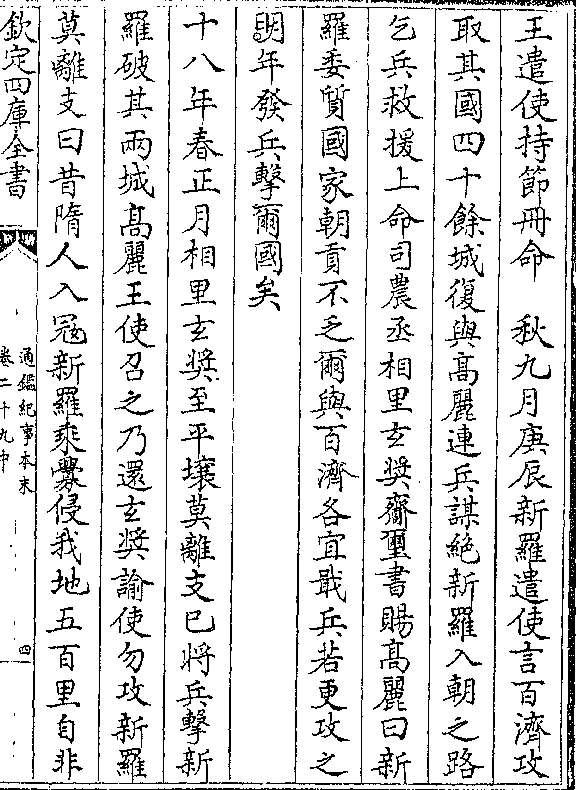 王遣使持節冊命　秋九月庚辰新羅遣使言百濟攻
取其國四十餘城復與高麗連兵謀絶新羅入朝之路
乞兵救援上命司農丞相里玄奬齎璽書賜高麗曰新
羅委質國家朝貢不乏爾與百濟各宜戢兵若更攻之
明年發兵擊爾國矣
十八年春正月相里玄奬至平壤莫離支已將兵擊新
羅破其兩城高麗王使召之乃還玄奬諭使勿攻新羅
莫離支曰昔隋人入寇新羅乘釁侵我地五百里自非
欽定四庫全書
通鑑紀事本末
卷二十九中
四